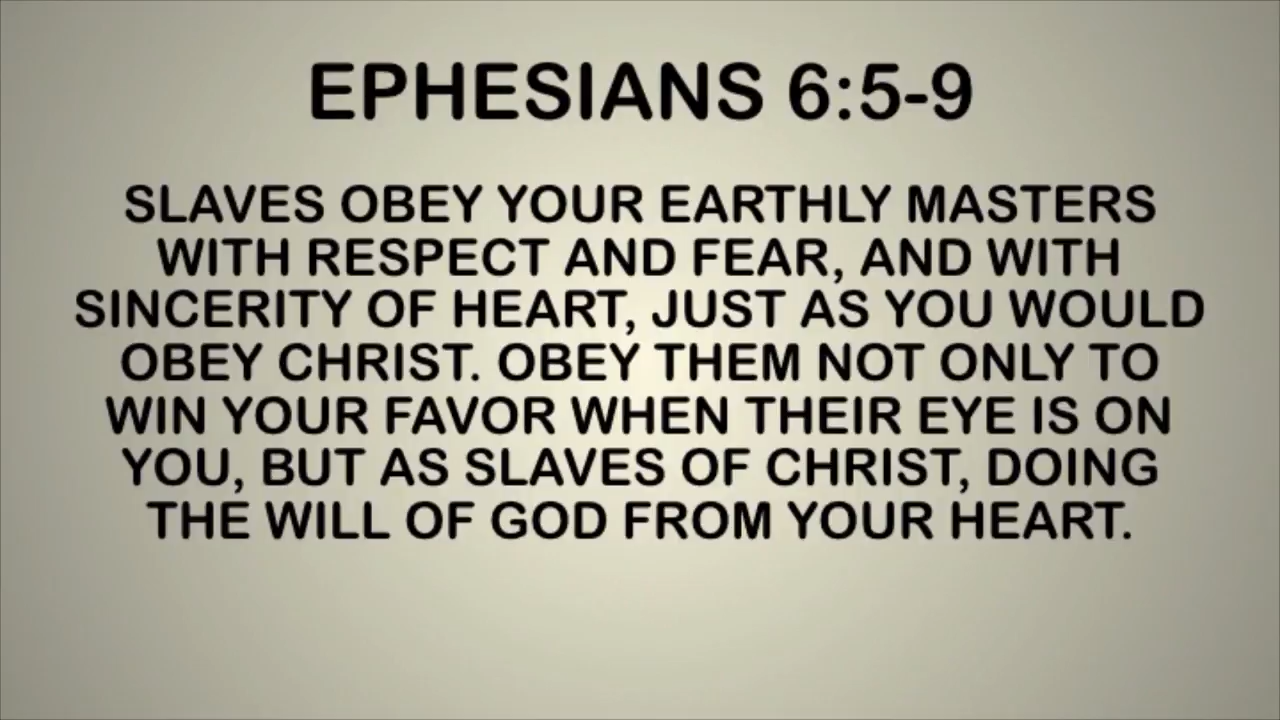 EPHESIANS 6:5-9
SLAVES OBEY YOUR EARTHLY MASTERS
WITH RESPECT AND FEAR, AND WITH
SINCERITY OF HEART, JUST AS YOU WOULD
OBEY CHRIST. OBEY THEM NOT ONLY TO
WIN YOUR FAVOR WHEN THEIR EYE IS ON
YOU, BUT AS SLAVES OF CHRIST, DOING
THE WILL OF GOD FROM YOUR HEART.